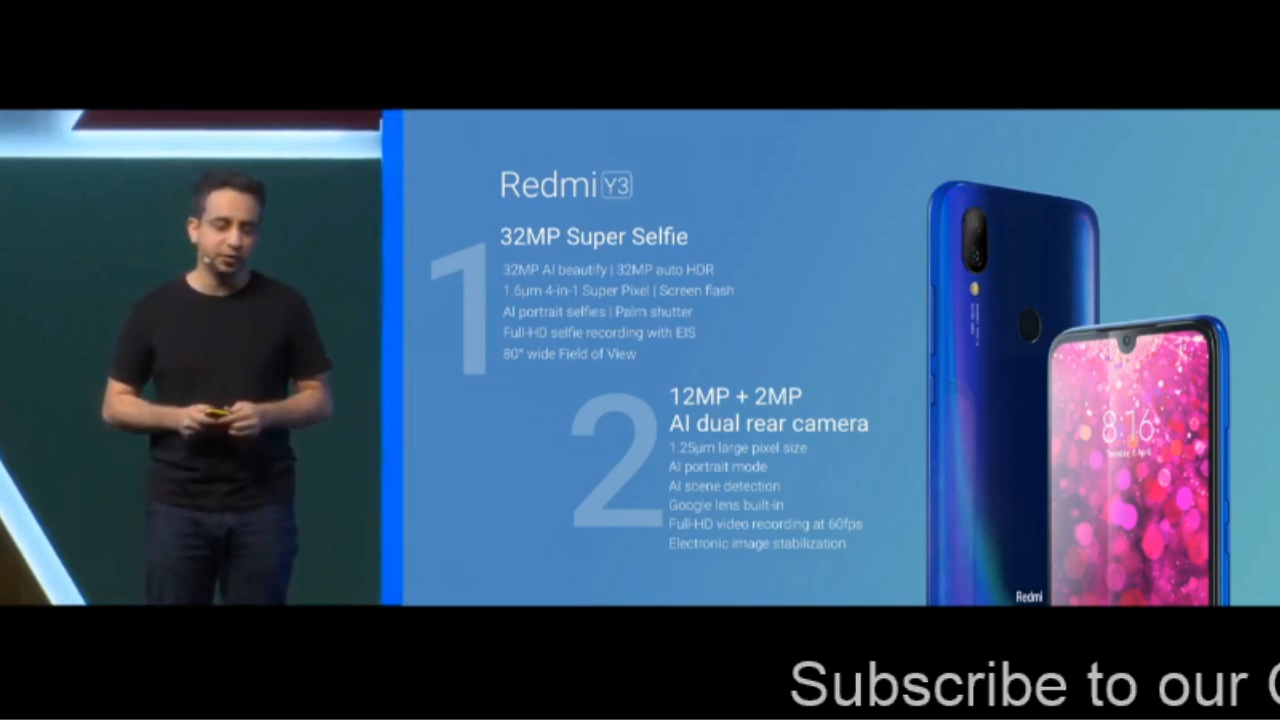 Redmi Y3
32MP Super Selfie
1
32MP AI beautify | 32MP auto HDR
1.6μm 4-in-1 Super Pixel | Screen flash
AI portrait selfies | Palm shutter
Full-HD selfie recording with EIS
80° wide Field of View
2
12MP + 2MP
AI dual rear camera
1.25μm large pixel size
AI portrait mode
AI scene detection
Google lens built-in
Full-HD video recording at 60fps
Electronic image stabilization
8:16
Redmi
Subscribe to our